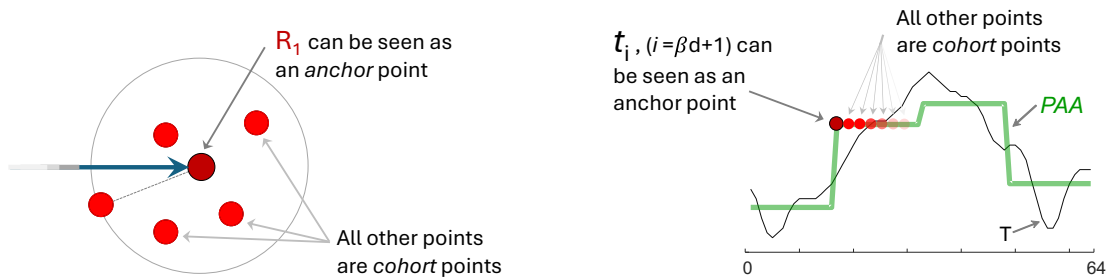 R1 can be seen as
an anchor point
All other points
are cohort points
ti , (i =βd+1) can
be seen as an
anchor point
All other points
are cohort points
PAA
T
0
64